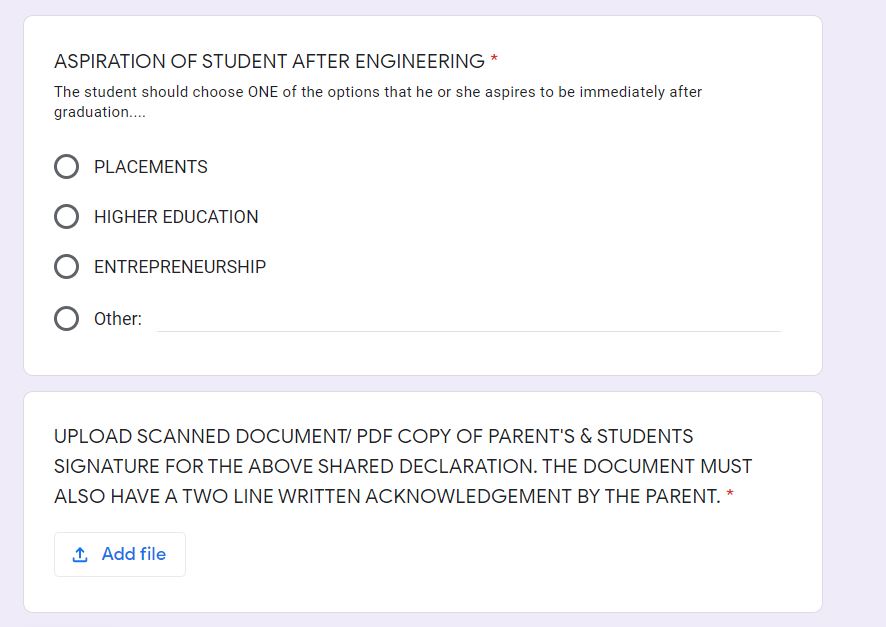 ASPIRATION OF STUDENT AFTER ENGINEERING *
The student should choose ONE of the options that he or she aspires to be immediately after
graduation....
PLACEMENTS
HIGHER EDUCATION
ENTREPRENEURSHIP
Other:
UPLOAD SCANNED DOCUMENT/ PDF COPY OF PARENT'S & STUDENTS
SIGNATURE FOR THE ABOVE SHARED DECLARATION. THE DOCUMENT MUST
ALSO HAVE A TWO LINE WRITTEN ACKNOWLEDGEMENT BY THE PARENT. *
Add file